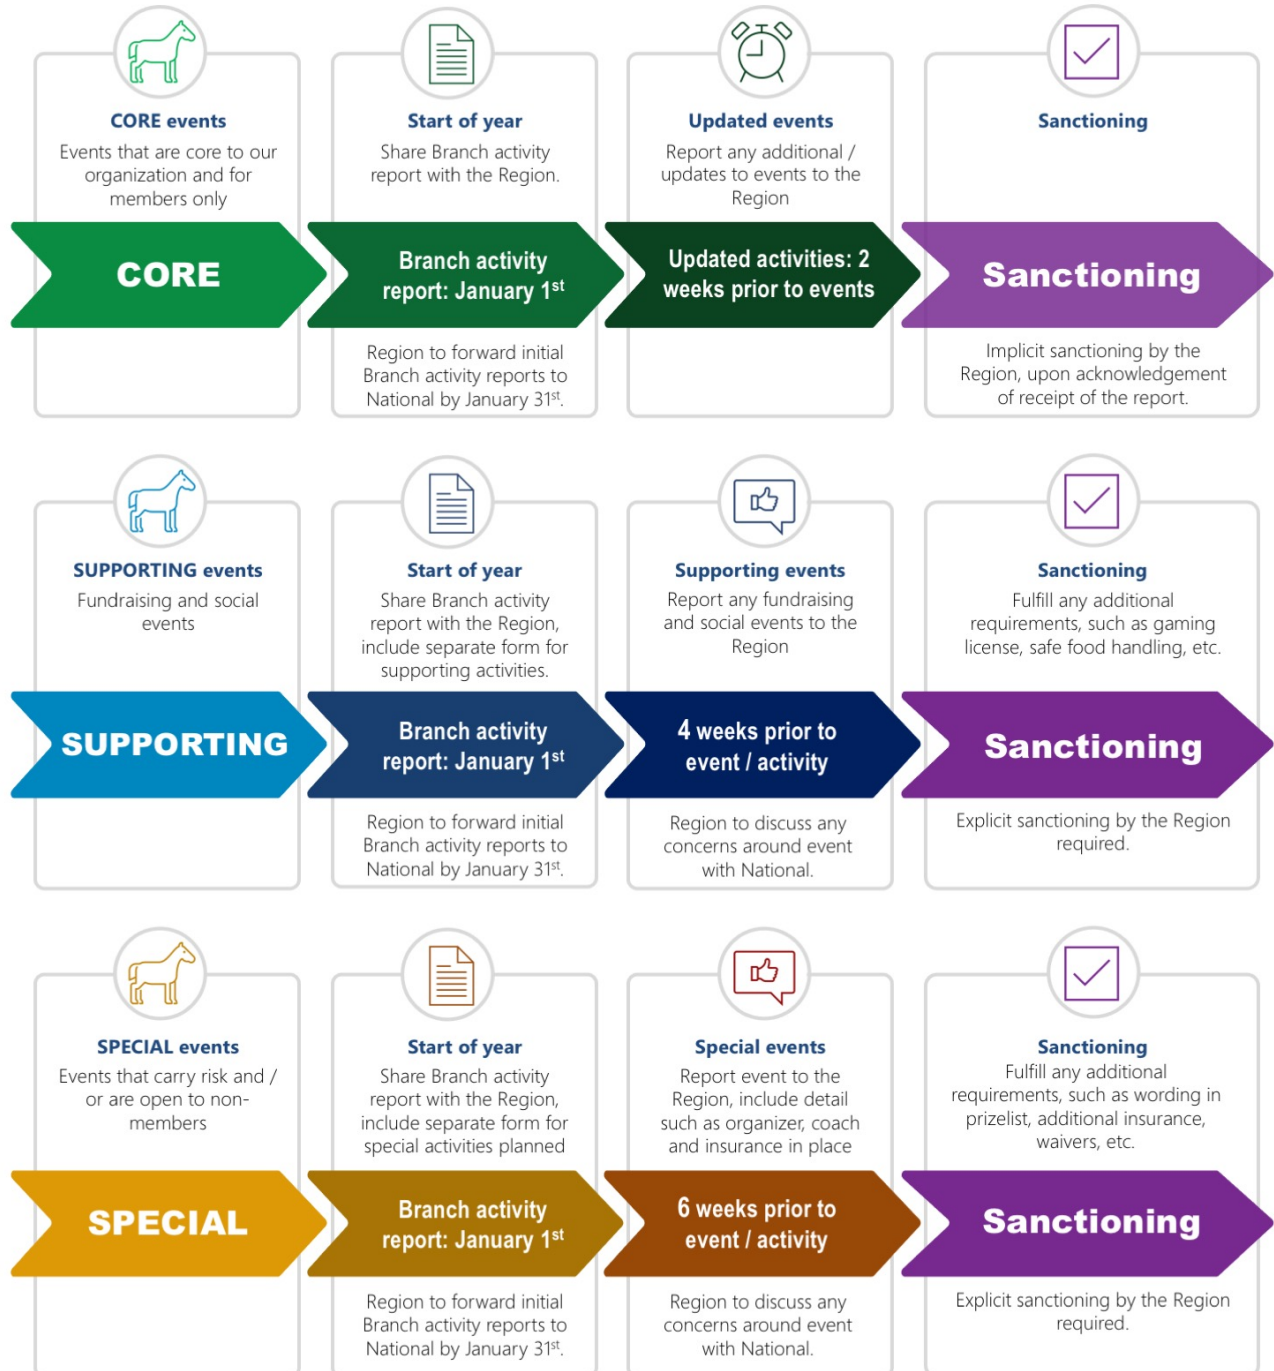 CORE events
Events that are core to our
organization and for
members only
CORE
Start of year
Share Branch activity
report with the Region.
Branch activity
report: January 1st
Region to forward initial
Branch activity reports to
National by January 31st.
Updated events
Report any additional /
updates to events to the
Region
Updated activities: 2
weeks prior to events
Sanctioning
Sanctioning
Implicit sanctioning by the
Region, upon acknowledgement
of receipt of the report.
SUPPORTING events
Fundraising and social
events
SUPPORTING
Start of year
Share Branch activity
report with the Region,
include separate form for
supporting activities.
Branch activity
report: January 1st
Region to forward initial
Branch activity reports to
National by January 31st.
Supporting events
Report any fundraising
and social events to the
Region
4 weeks prior to
event / activity
Region to discuss any
concerns around event
with National.
Sanctioning
Fulfill any additional
requirements, such as gaming
license, safe food handling, etc.
Sanctioning
Explicit sanctioning by the Region
required.
SPECIAL events
Events that carry risk and /
or are open to non-
members
SPECIAL
Start of year
Share Branch activity
report with the Region,
include separate form for
special activities planned
Branch activity
report: January 1st
Region to forward initial
Branch activity reports to
National by January 31st.
Special events
Report event to the
Region, include detail
such as organizer, coach
and insurance in place
6 weeks prior to
event / activity
Region to discuss any
concerns around event
with National.
Sanctioning
Fulfill any additional
requirements, such as wording in
prizelist, additional insurance,
waivers, etc.
Sanctioning
Explicit sanctioning by the Region
required.